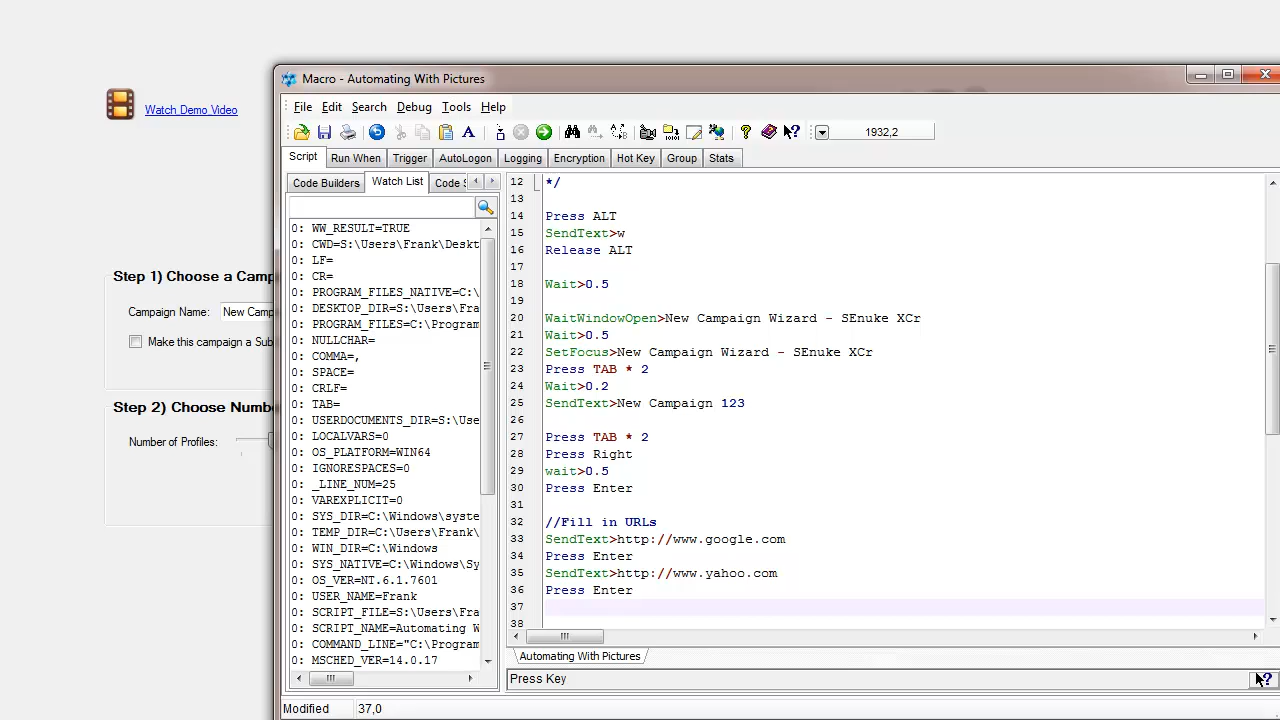 Watch Demo Video
Step 1) Choose a Camp
Campaign Name: New Camp
Make this campaign a Sub
Step 2) Choose Numb
Number of Profiles:
Macro - Automating With Pictures
File Edit Search Debug Tools Help
1932,2
Script Run When Trigger AutoLogon Logging Encryption Hot Key Group Stats
Code Builders Watch List Code S
0: WW_RESULT=TRUE
0: CWD=S:\Users\Frank\Deskt
0: LF=
0: CR=
0: PROGRAM_FILES_NATIVE=C:\
0: DESKTOP_DIR=S:\Users\Fra
0: PROGRAM_FILES=C:\Program
0: NULLCHAR=
0: COMMA=,
0: SPACE=
0: CRLF=
0: TAB=
0: USERDOCUMENTS_DIR=S:\Use
0: LOCALVARS=0
0: OS_PLATFORM=WIN64
0: IGNORESPACES=0
0: _LINE_NUM=25
0: VAREXPLICIT=0
0: SYS_DIR=C:\Windows\syste
0: TEMP_DIR=C:\Users\Frank\
0: WIN_DIR=C:\Windows
0: SYS_NATIVE=C:\Windows\Sy
0: OS_VER=NT.6.1.7601
0: USER_NAME=Frank
0: SCRIPT_FILE=S:\Users\Fra
0: SCRIPT_NAME=Automating W
0: COMMAND_LINE="C:\Program
0: MSCHED_VER=14.0.17
12 */
13
14 Press ALT
15 SendText>w
16 Release ALT
17
18 Wait>0.5
19
20 WaitWindowOpen>New Campaign Wizard - SEnuke XCr
21 Wait>0.5
22 SetFocus>New Campaign Wizard - SEnuke XCr
23 Press TAB * 2
24 Wait>0.2
25 SendText>New Campaign 123
26
27 Press TAB * 2
28 Press Right
29 wait>0.5
30 Press Enter
31
32 //Fill in URLs
33 SendText>http://www.google.com
34 Press Enter
35 SendText>http://www.yahoo.com
36 Press Enter
37
38
Automating With Pictures
Press Key
Modified 37,0